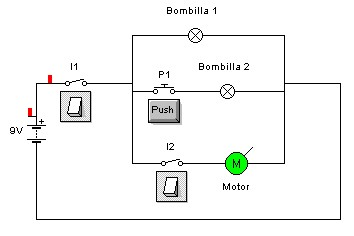 Bombilla 1
I1
P1
Bombilla 2
Push
9V
+
I2
M
Motor